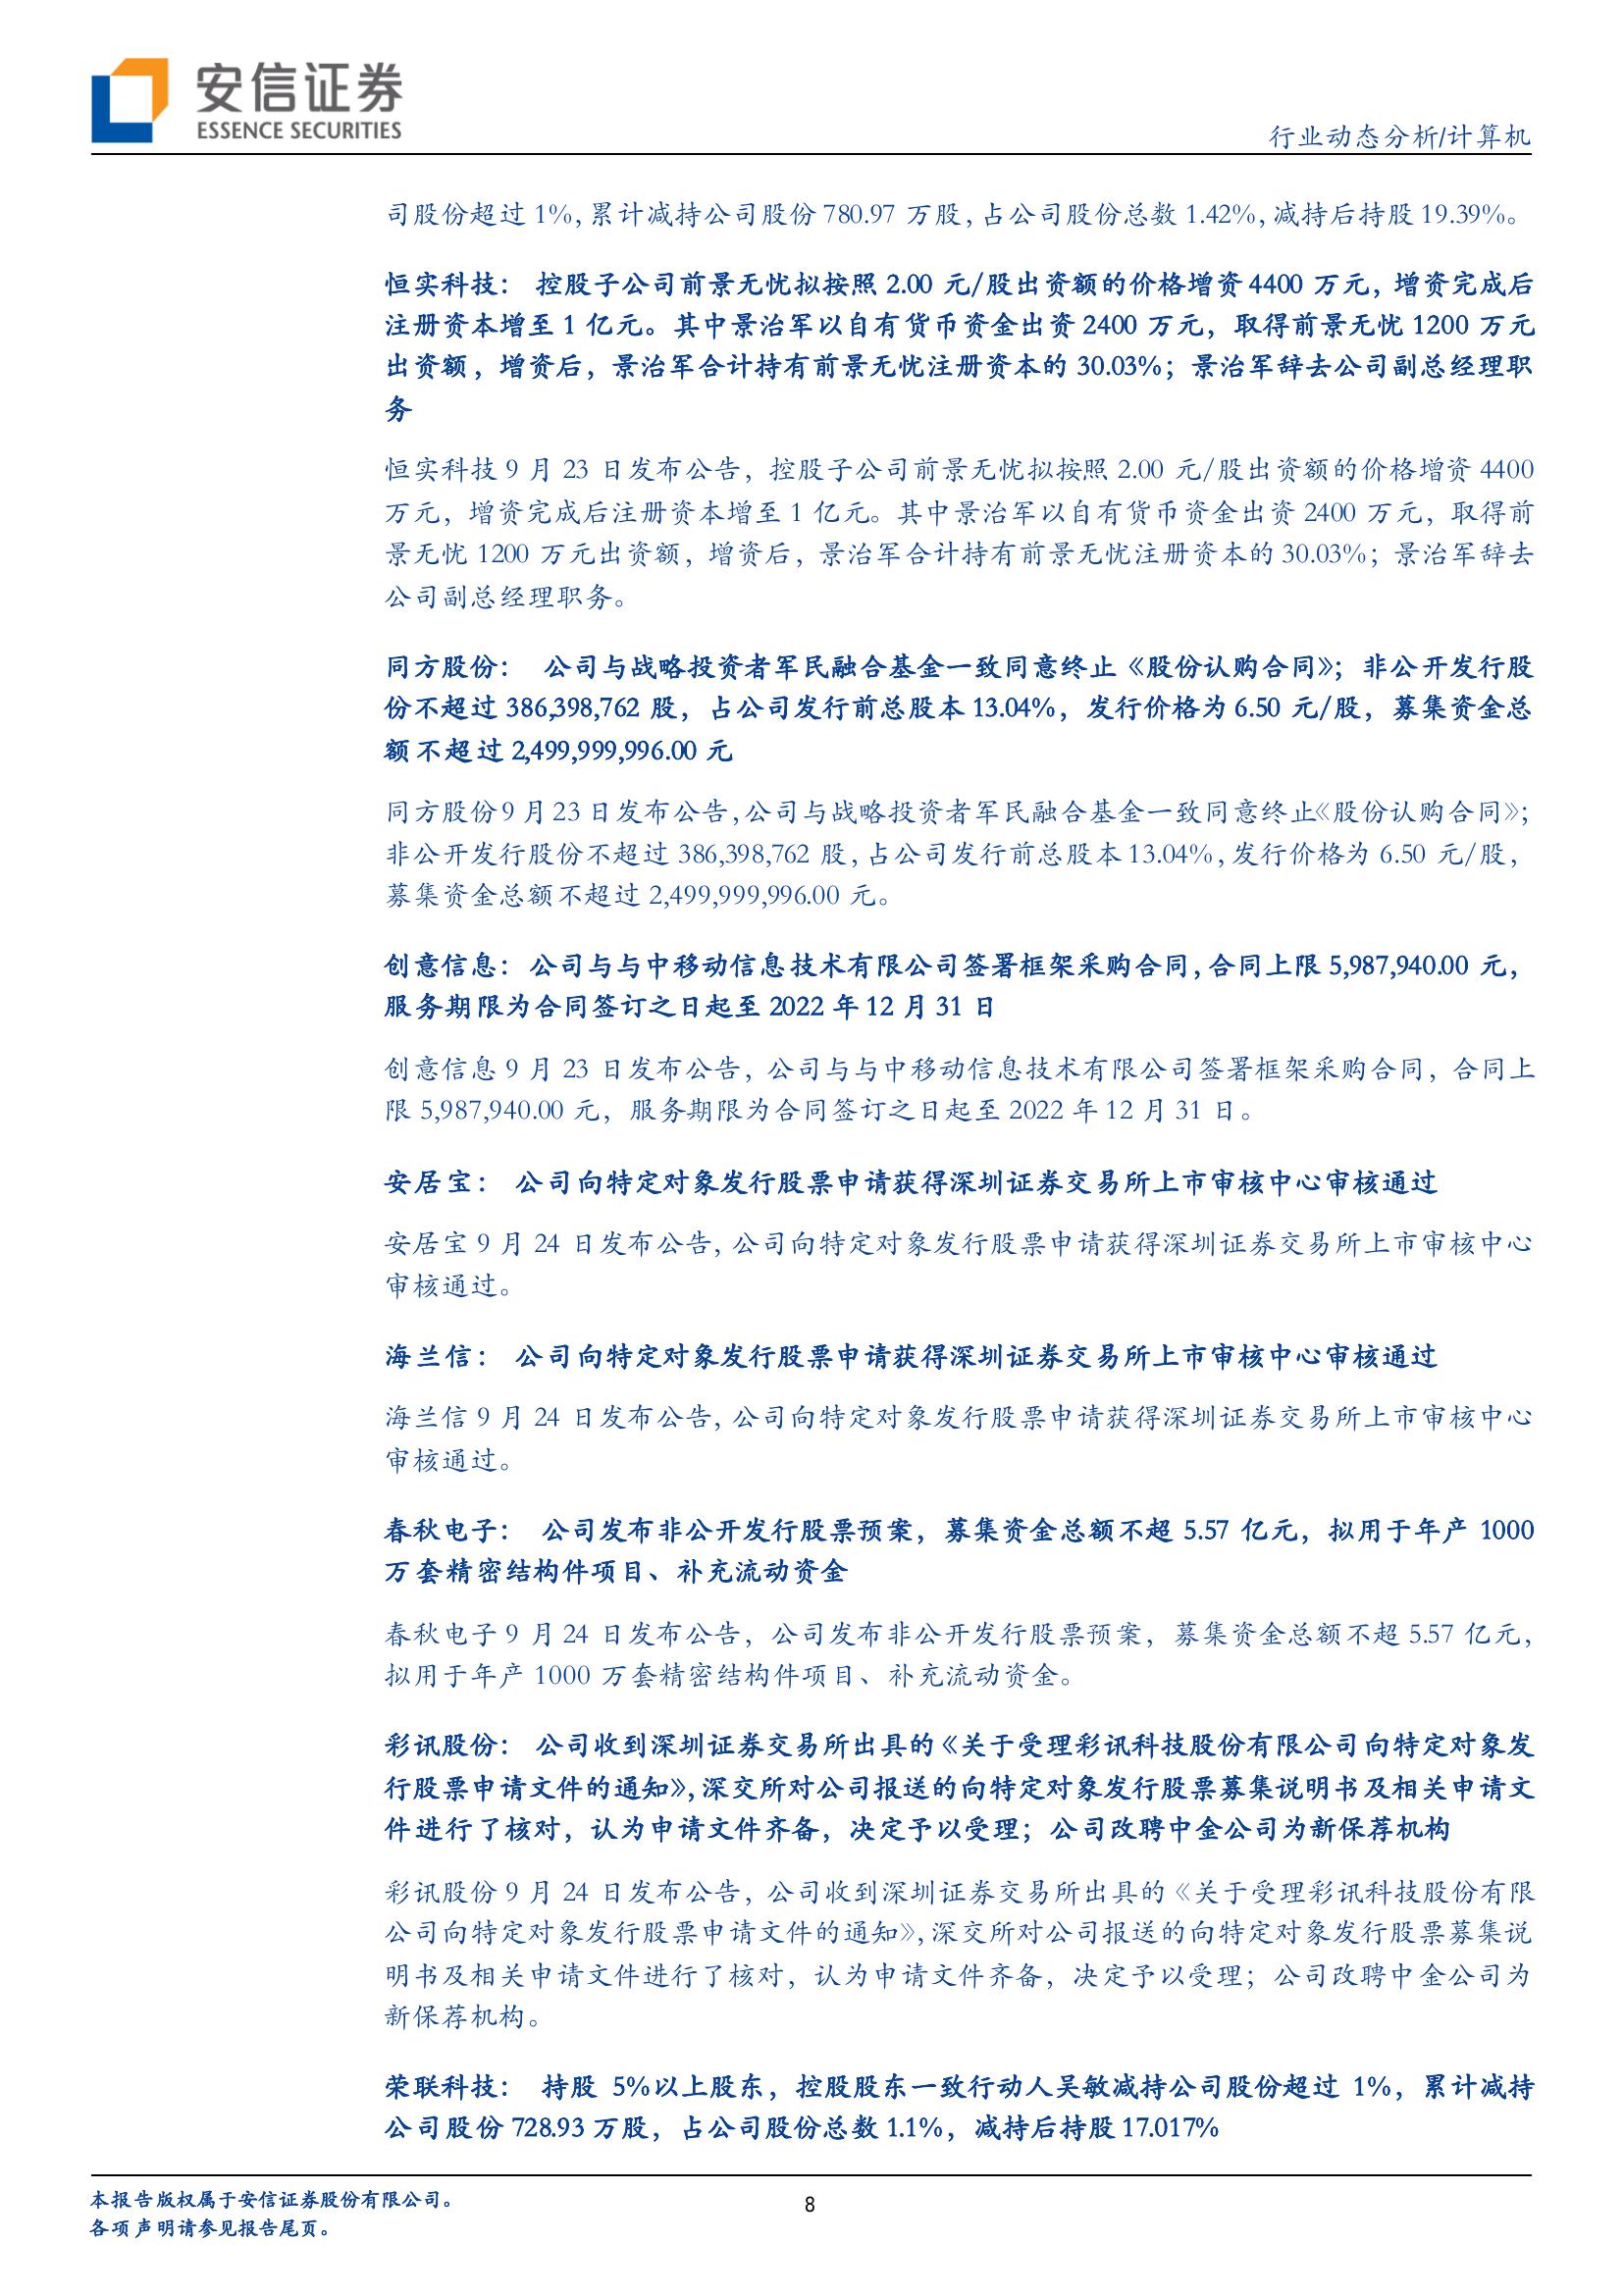 安信证券
ESSENCE SECURITIES
行业动态分析/计算机
司股份超过 1%，累计减持公司股份 780.97 万股，占公司股份总数 1.42%，减持后持股 19.39%。
恒实科技： 控股子公司前景无忧拟按照 2.00 元/股出资额的价格增资 4400 万元，增资完成后
注册资本增至 1 亿元。其中景治军以自有货币资金出资 2400 万元，取得前景无忧 1200 万元
出资额，增资后，景治军合计持有前景无忧注册资本的 30.03%；景治军辞去公司副总经理职
务
恒实科技 9 月 23 日发布公告，控股子公司前景无忧拟按照 2.00 元/股出资额的价格增资 4400
万元，增资完成后注册资本增至 1 亿元。其中景治军以自有货币资金出资 2400 万元，取得前
景无忧 1200 万元出资额，增资后，景治军合计持有前景无忧注册资本的 30.03%；景治军辞去
公司副总经理职务。
同方股份： 公司与战略投资者军民融合基金一致同意终止《股份认购合同》；非公开发行股
份不超过 386,398,762 股，占公司发行前总股本 13.04%，发行价格为 6.50 元/股，募集资金总
额不超过 2,499,999,996.00 元
同方股份 9 月 23 日发布公告，公司与战略投资者军民融合基金一致同意终止《股份认购合同》；
非公开发行股份不超过 386,398,762 股，占公司发行前总股本 13.04%，发行价格为 6.50 元/股，
募集资金总额不超过 2,499,999,996.00 元。
创意信息：公司与与中移动信息技术有限公司签署框架采购合同，合同上限 5,987,940.00 元，
服务期限为合同签订之日起至 2022 年 12 月 31 日
创意信息 9 月 23 日发布公告，公司与与中移动信息技术有限公司签署框架采购合同，合同上
限 5,987,940.00 元，服务期限为合同签订之日起至 2022 年 12 月 31 日。
安居宝： 公司向特定对象发行股票申请获得深圳证券交易所上市审核中心审核通过
安居宝 9 月 24 日发布公告，公司向特定对象发行股票申请获得深圳证券交易所上市审核中心
审核通过。
海兰信： 公司向特定对象发行股票申请获得深圳证券交易所上市审核中心审核通过
海兰信 9 月 24 日发布公告，公司向特定对象发行股票申请获得深圳证券交易所上市审核中心
审核通过。
春秋电子： 公司发布非公开发行股票预案，募集资金总额不超 5.57 亿元，拟用于年产 1000
万套精密结构件项目、补充流动资金
春秋电子 9 月 24 日发布公告，公司发布非公开发行股票预案，募集资金总额不超 5.57 亿元，
拟用于年产 1000 万套精密结构件项目、补充流动资金。
彩讯股份： 公司收到深圳证券交易所出具的《关于受理彩讯科技股份有限公司向特定对象发
行股票申请文件的通知》，深交所对公司报送的向特定对象发行股票募集说明书及相关申请文
件进行了核对，认为申请文件齐备，决定予以受理；公司改聘中金公司为新保荐机构
彩讯股份 9 月 24 日发布公告，公司收到深圳证券交易所出具的《关于受理彩讯科技股份有限
公司向特定对象发行股票申请文件的通知》，深交所对公司报送的向特定对象发行股票募集说
明书及相关申请文件进行了核对，认为申请文件齐备，决定予以受理；公司改聘中金公司为
新保荐机构。
荣联科技： 持股 5%以上股东，控股股东一致行动人吴敏减持公司股份超过 1%，累计减持
公司股份 728.93 万股，占公司股份总数 1.1%，减持后持股 17.017%
本报告版权属于安信证券股份有限公司。
各项声明请参见报告尾页。
8